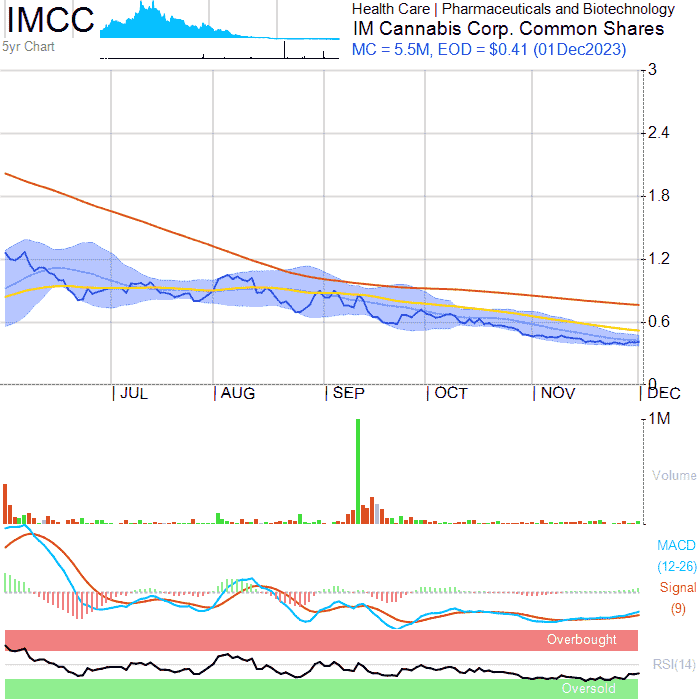 IMCC
5yr Chart
Health Care | Pharmaceuticals and Biotechnology
IM Cannabis Corp. Common Shares
MC = 5.5M, EOD = $0.41 (01Dec2023)
3
2.4
1.8
1.2
0.6
0
JUL
AUG
SEP
OCT
NOV
DEC
1M
Volume
MACD
(12-26)
Signal
(9)
Overbought
RSI(14)
Oversold